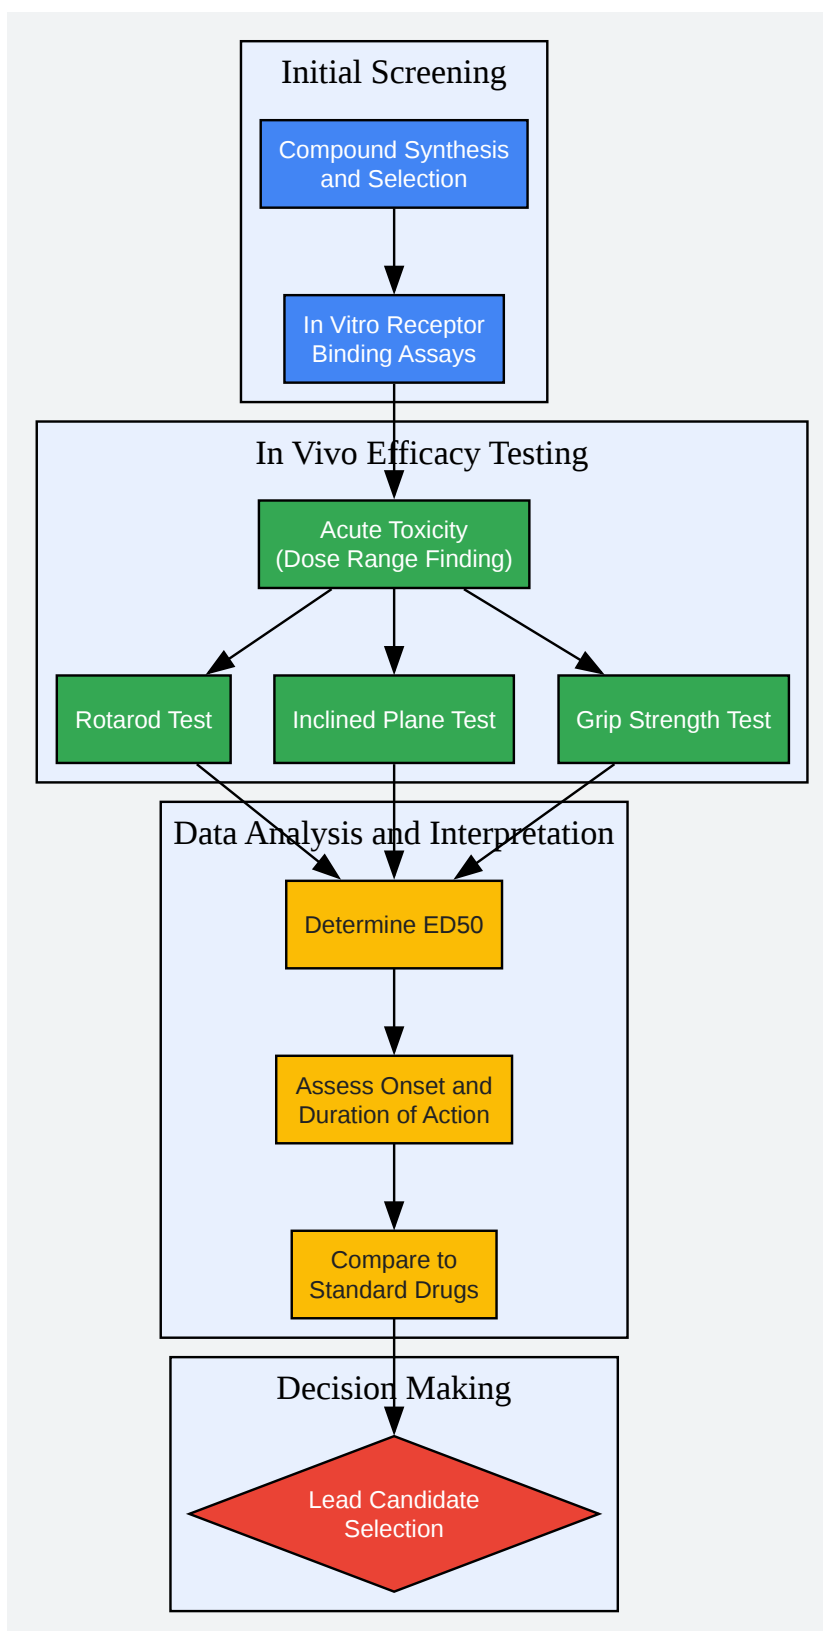 Initial Screening
Compound Synthesis
and Selection
In Vitro Receptor
Binding Assays
In Vivo Efficacy Testing
Acute Toxicity
(Dose Range Finding)
Rotarod Test
Inclined Plane Test
Grip Strength Test
Data Analysis and Interpretation
Determine ED50
Assess Onset and
Duration of Action
Compare to
Standard Drugs
Decision Making
Lead Candidate
Selection